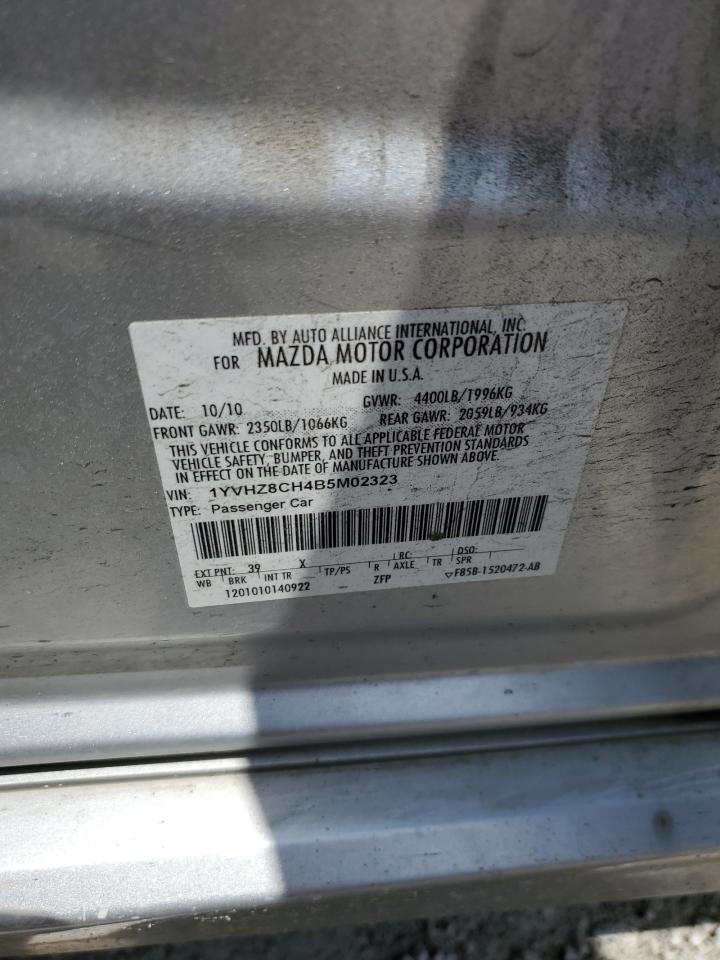 MFD. BY AUTO ALLIANCE INTERNATIONAL, INC.
FOR MAZDA MOTOR CORPORATION
MADE IN U.S.A.
DATE: 10/10 GVWR: 4400LB/1996KG
FRONT GAWR: 2350LB/1066KG REAR GAWR: 2059LB/934KG
THIS VEHICLE CONFORMS TO ALL APPLICABLE FEDERAL MOTOR
VEHICLE SAFETY, BUMPER, AND THEFT PREVENTION STANDARDS
IN EFFECT ON THE DATE OF MANUFACTURE SHOWN ABOVE.
VIN: 1YVHZ8CH4B5M02323
TYPE: Passenger Car
EXT PNT: 39 X RC: DSO:
WB BRK INT TR TP/PS R AXLE TR SPR
1201010140922 – ZFP ▽FB5B-1520472-AB